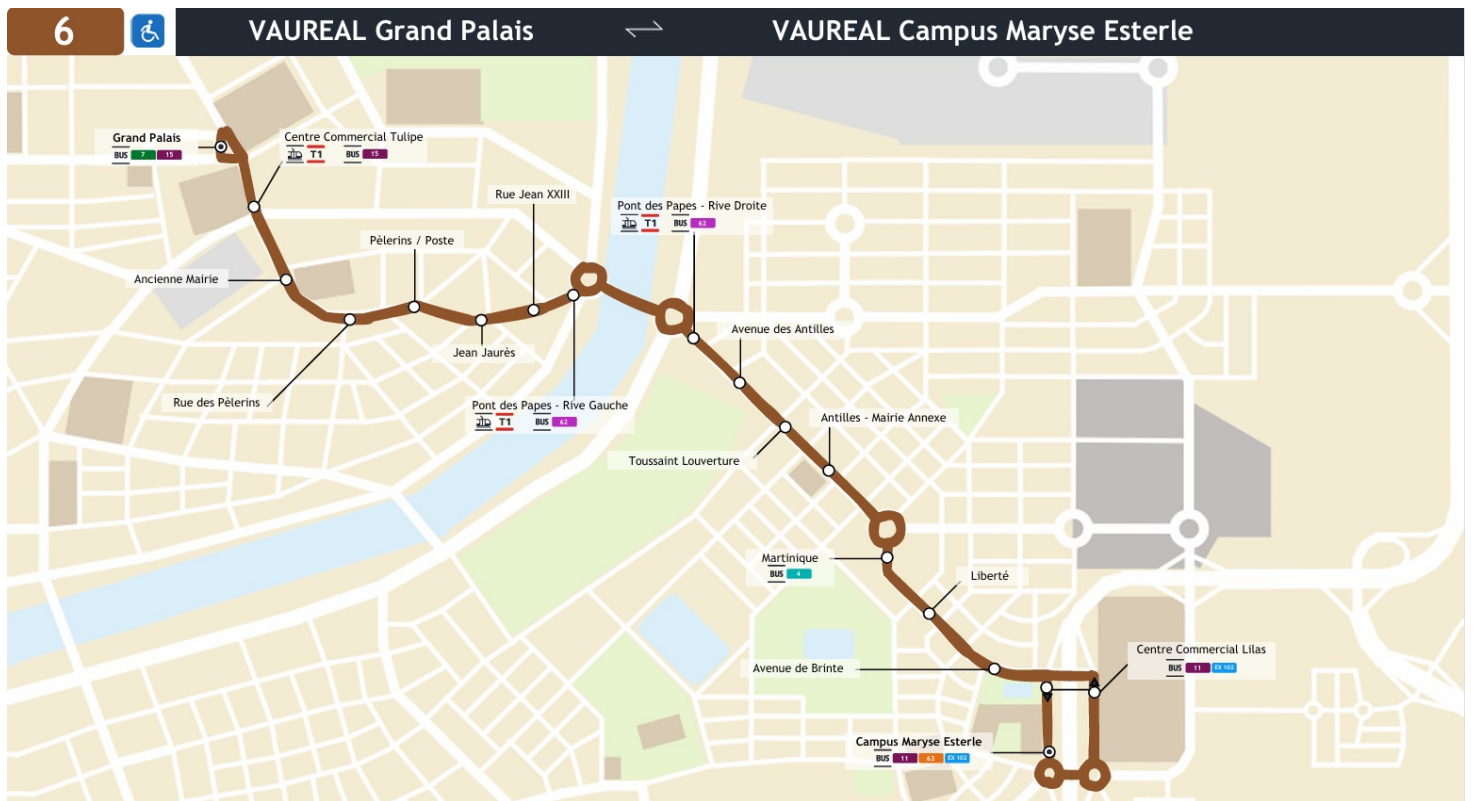 6 VAUREAL Grand Palais VAUREAL Campus Maryse Esterle
Grand Palais
BUS 7 15
Centre Commercial Tulipe
T1 BUS 15
Rue Jean XXIII
Pont des Papes - Rive Droite
T1 BUS 62
Pèlerins / Poste
Ancienne Mairie
Avenue des Antilles
Jean Jaurès
Rue des Pèlerins
Pont des Papes - Rive Gauche
T1 BUS 62
Antilles - Mairie Annexe
Toussaint Louverture
Martinique
BUS 4
Liberté
Centre Commercial Lilas
BUS 11 EX 102
Avenue de Brinte
Campus Maryse Esterle
BUS 11 63 EX 102